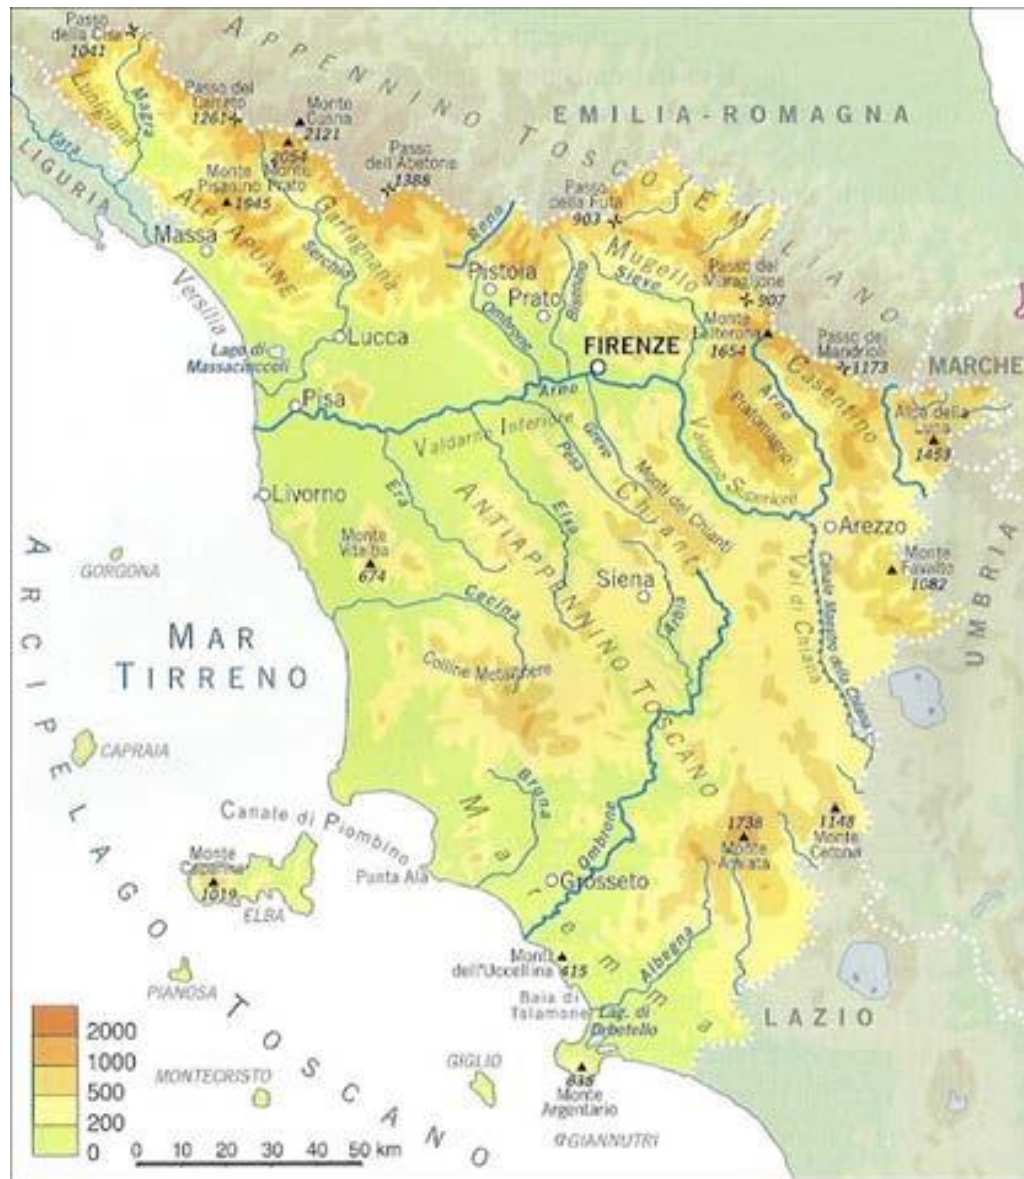 Passo
della Cisa
1041
APPENNINO TOSCO EMILIANO
EMILIA-ROMAGNA
Lunigiana
Magra
Vara
LIGURIA
Passo del
Cerreto
1261
Monte
Cusna
2121
2054
Monte
Prato
Passo
dell'Abetone
1388
Monte
Pisanino
1945
ALPI APUANE
Garfagnana
Serchio
Massa
Versilia
Lago di
Massaciuccoli
Lucca
Reno
Pistoia
Prato
Ombrone
Bisenzio
Passo
della Futa
903
Mugello
Sieve
Passo del
Muraglione
907
Monte
Falterona
1654
Passo dei
Mandrioli
1173
MARCHE
FIRENZE
Arno
Arno
Casentino
Pratomagno
Alpa della
Luna
1453
Pisa
Valdarno Inferiore
Greve
Pesa
Valdarno Superiore
Monti del Chianti
Chianti
Livorno
Era
Elsa
ANTIAPPENNINO TOSCANO
Arezzo
Monte
Favalto
1082
UMBRIA
Canale Maestro della Chiana
Val di Chiana
Monte
Vitalba
674
Siena
Arbia
Cecina
Colline Metallifere
GORGONA
MAR
TIRRENO
ARCIPELAGO TOSCANO
CAPRAIA
Canale di Piombino
Punta Ala
Monte
Capanne
1019
ELBA
Bruna
Maremma
Ombrone
Grosseto
1738
Monte
Amiata
1148
Monte
Cetona
Albegna
Monti
dell'Uccellina
415
Baia di
Talamone
Lag. di
Orbetello
LAZIO
PIANOSA
MONTECRISTO
GIGLIO
635
Monte
Argentario
GIANNUTRI
2000
1000
500
200
0
0 10 20 30 40 50 km